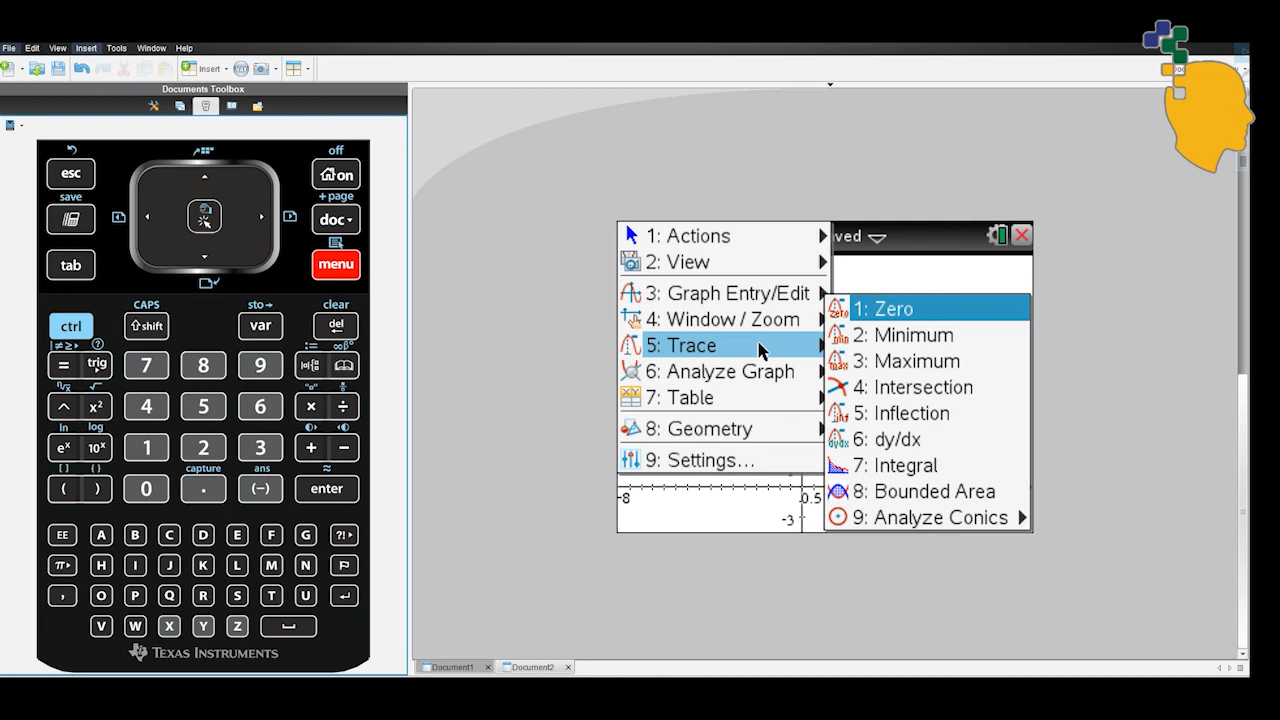 File Edit View Insert Tools Window Help
Insert
Documents Toolbox
off
esc
on
save
+ page
doc
tab
menu
CAPS
sto→
clear
ctrl
⇧shift
var
del
= trig 7 8 9
^ x² 4 5 6 × ÷
ln log
eˣ 10ˣ 1 2 3 + −
[ ] { } capture ans ≈
( ) 0 . (−) enter
EE A B C D E F G ?!▸
π▸ H I J K L M N
, O P Q R S T U
V W X Y Z
TEXAS INSTRUMENTS
1: Actions
2: View
3: Graph Entry/Edit
4: Window / Zoom
5: Trace
6: Analyze Graph
7: Table
8: Geometry
9: Settings…
ved
1: Zero
2: Minimum
3: Maximum
4: Intersection
5: Inflection
6: dy/dx
7: Integral
8: Bounded Area
9: Analyze Conics
-8 0.5
-3
Document1 Document2